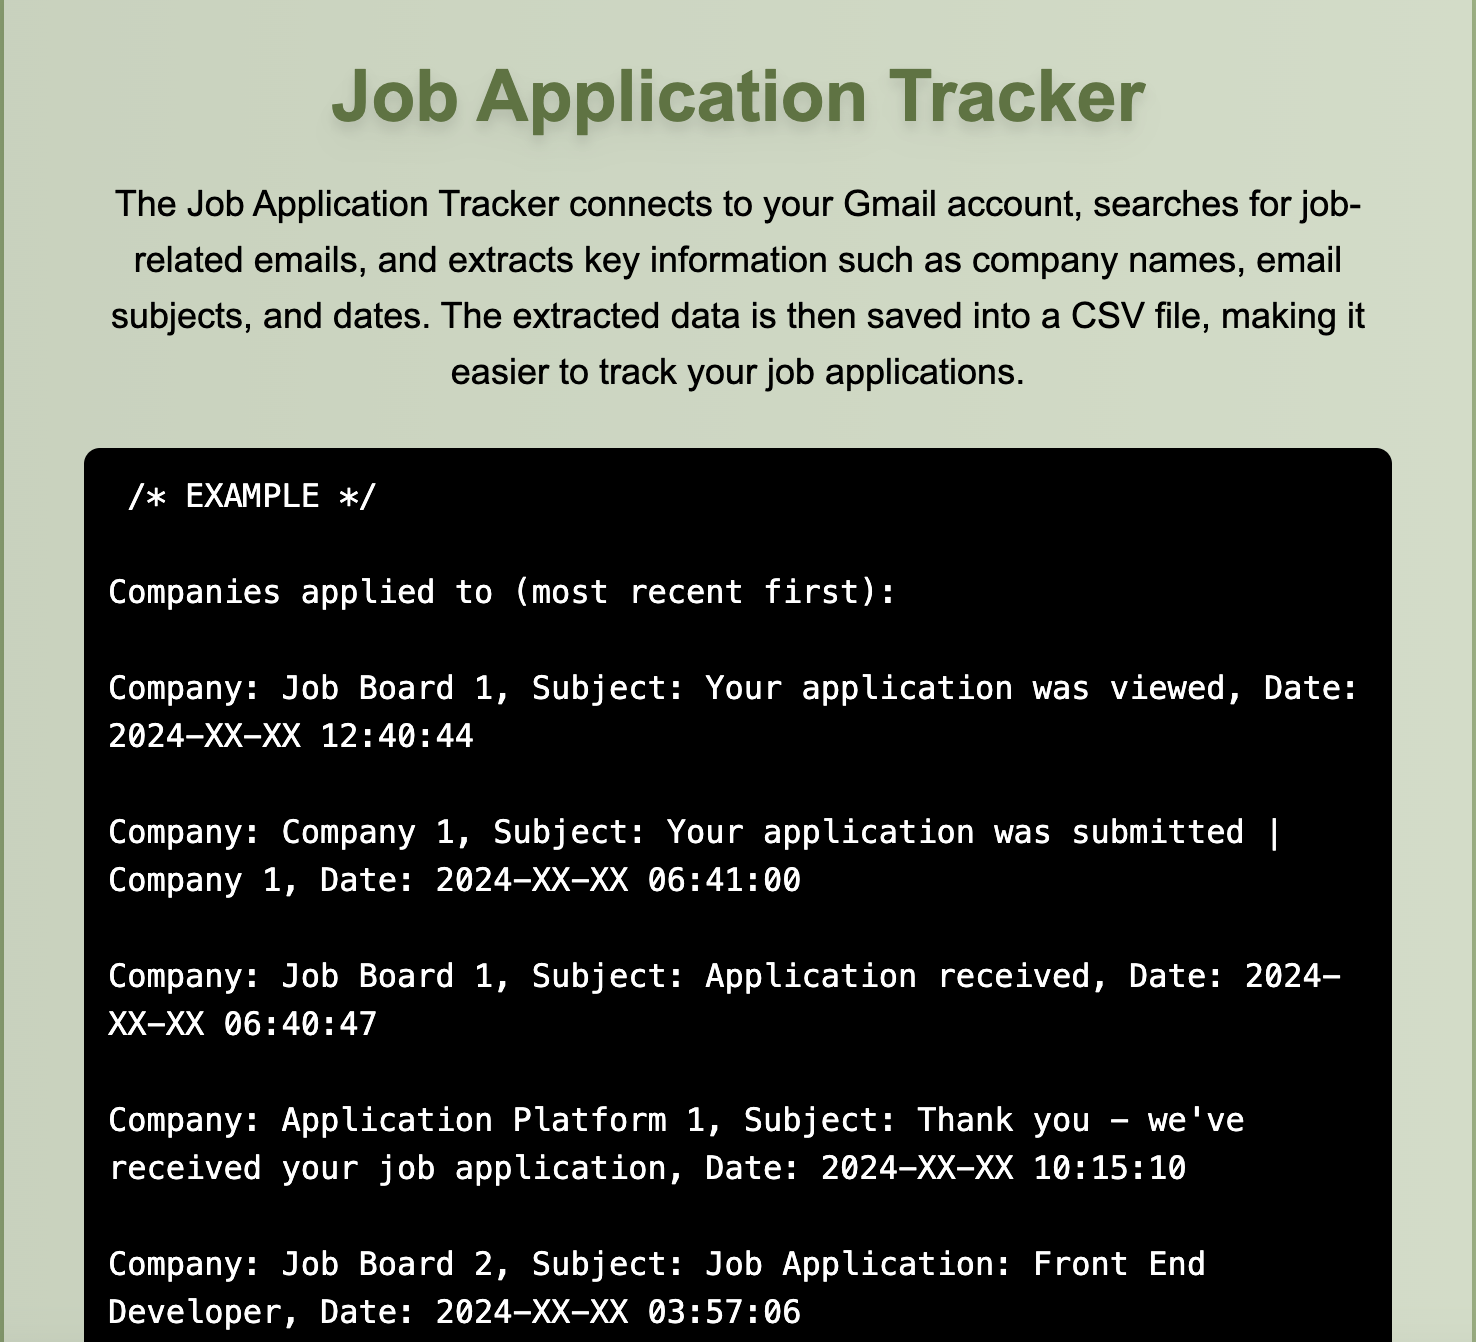 Job Application Tracker
The Job Application Tracker connects to your Gmail account, searches for job-
related emails, and extracts key information such as company names, email
subjects, and dates. The extracted data is then saved into a CSV file, making it
easier to track your job applications.
/* EXAMPLE */
Companies applied to (most recent first):
Company: Job Board 1, Subject: Your application was viewed, Date:
2024-XX-XX 12:40:44
Company: Company 1, Subject: Your application was submitted |
Company 1, Date: 2024-XX-XX 06:41:00
Company: Job Board 1, Subject: Application received, Date: 2024-
XX-XX 06:40:47
Company: Application Platform 1, Subject: Thank you - we've
received your job application, Date: 2024-XX-XX 10:15:10
Company: Job Board 2, Subject: Job Application: Front End
Developer, Date: 2024-XX-XX 03:57:06